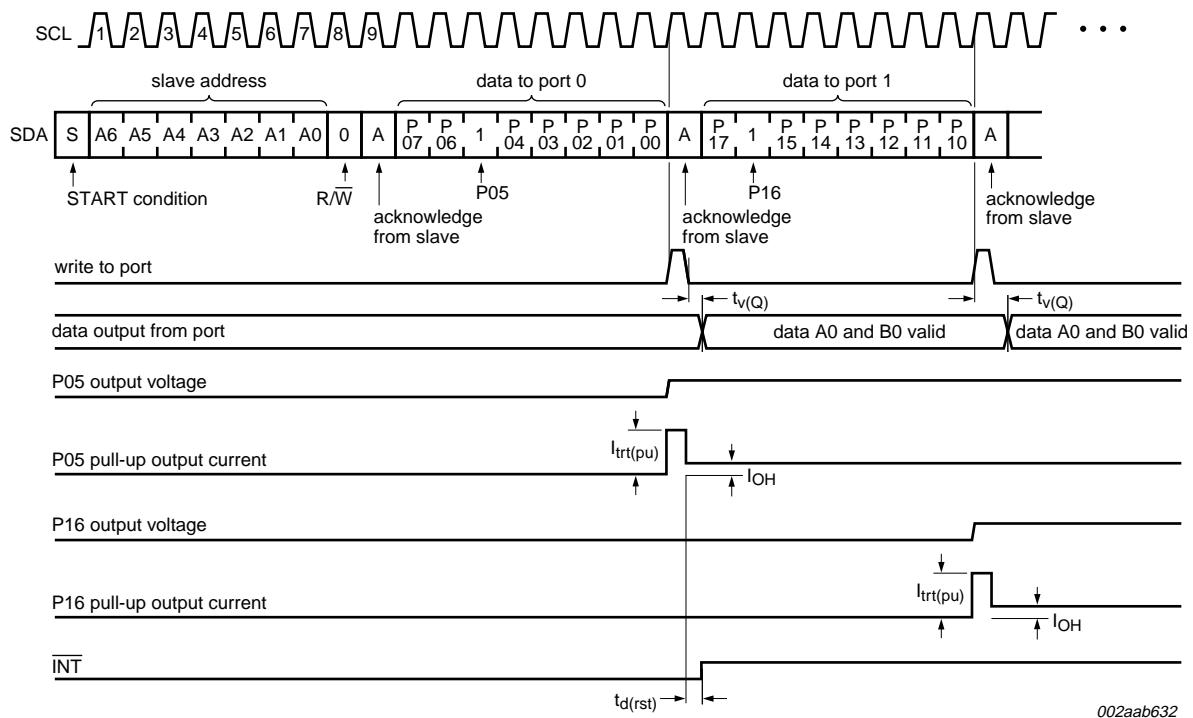 SCL 1 2 3 4 5 6 7 8 9
slave address data to port 0 data to port 1
SDA S A6 A5 A4 A3 A2 A1 A0 0 A P07 P06 1 P04 P03 P02 P01 P00 A P17 1 P15 P14 P13 P12 P11 P10 A
START condition R/W̅ acknowledge from slave P05 acknowledge from slave P16 acknowledge from slave
write to port
tv(Q) tv(Q)
data output from port data A0 and B0 valid data A0 and B0 valid
P05 output voltage
Itrt(pu)
P05 pull-up output current
IOH
P16 output voltage
Itrt(pu)
P16 pull-up output current
IOH
I̅N̅T̅
td(rst)
002aab632